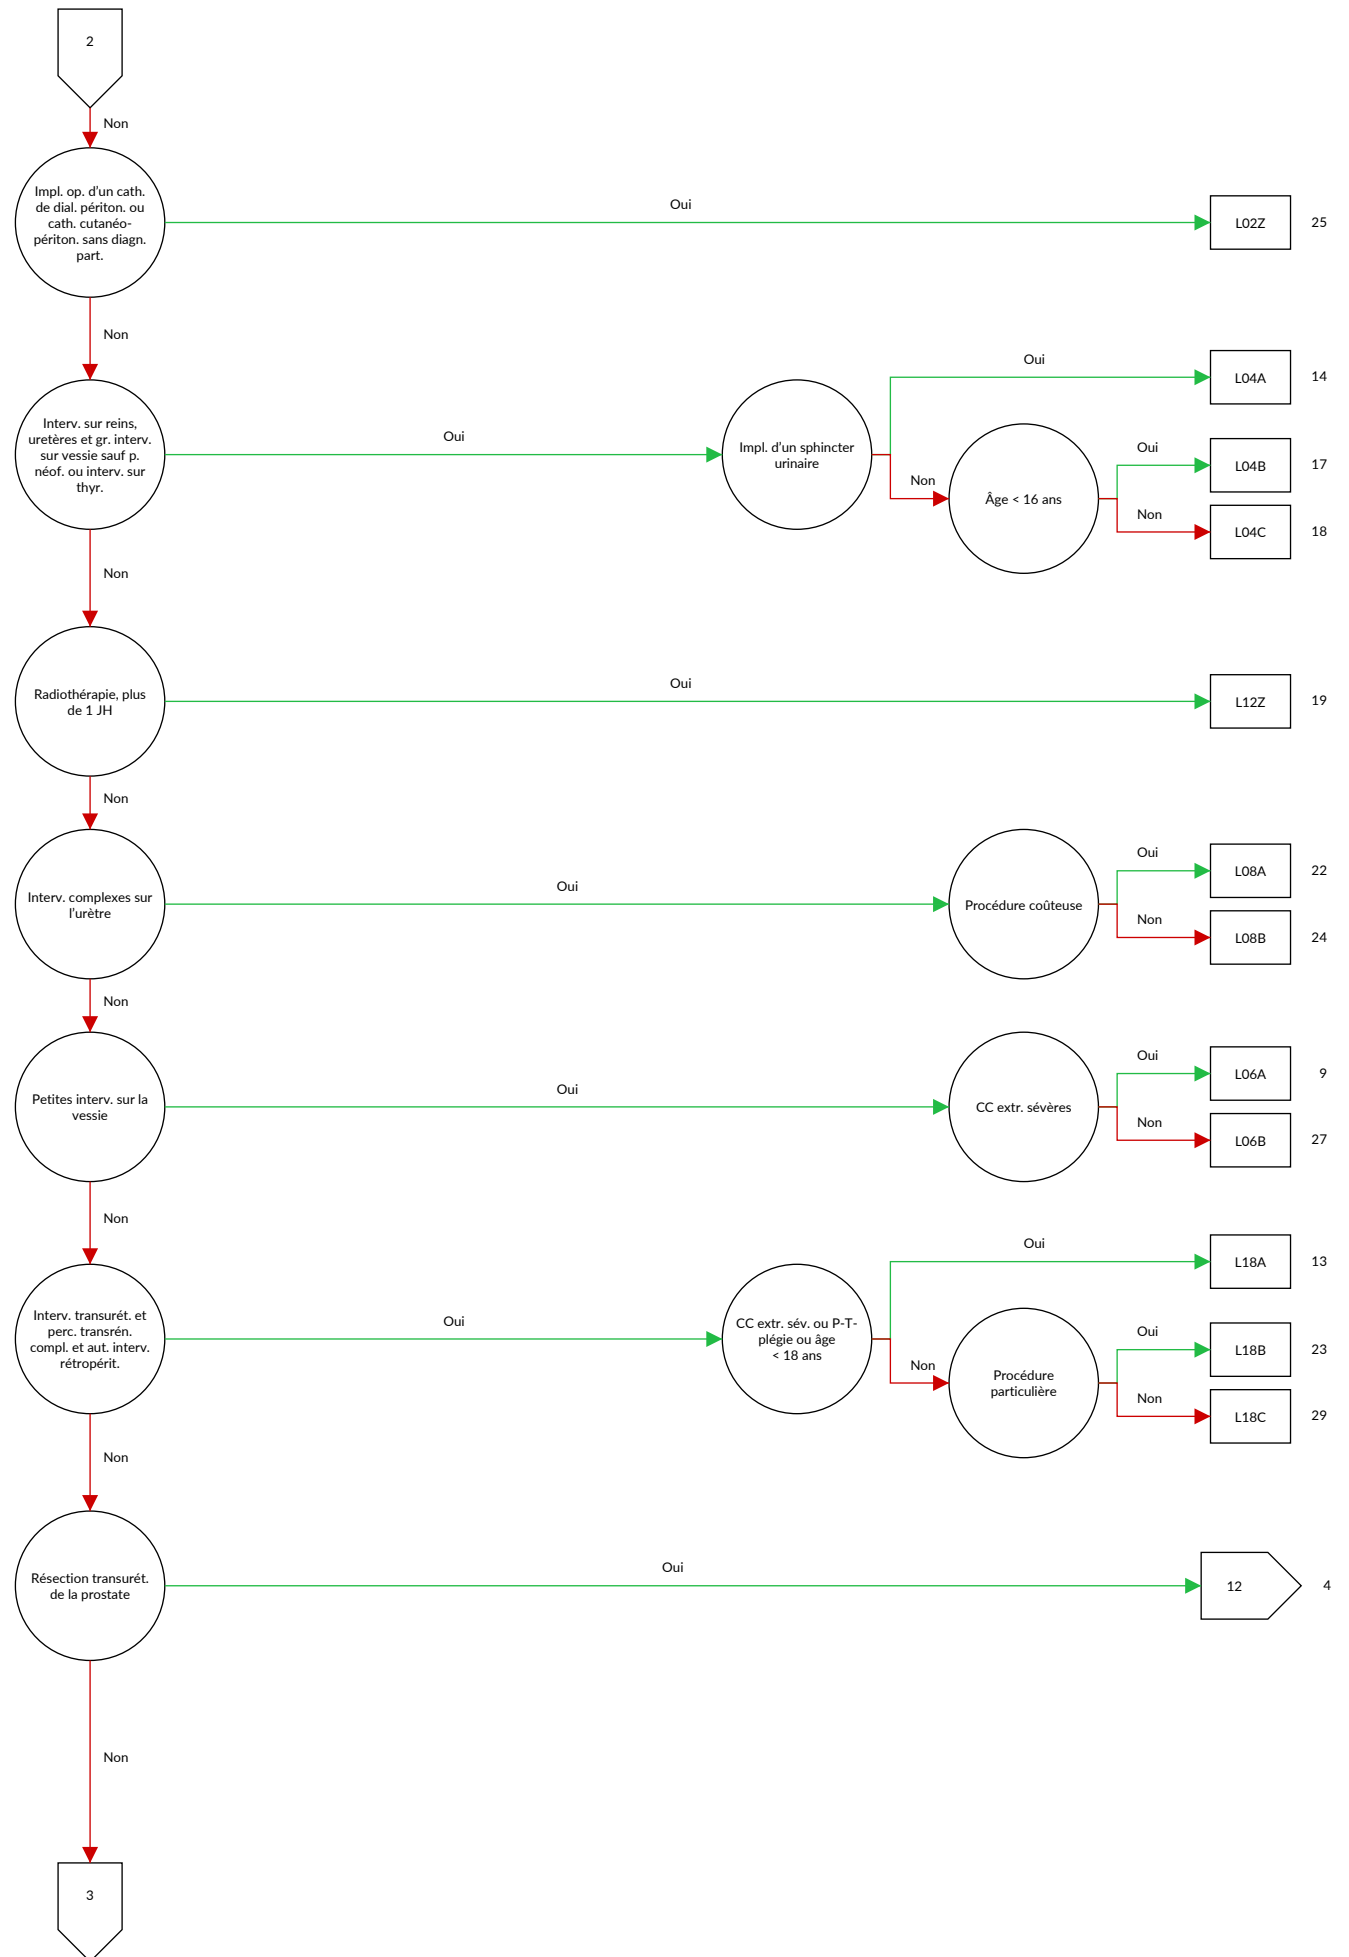 2
Non
Impl. op. d'un cath.
de dial. périton. ou
cath. cutanéo-
périton. sans diagn.
part.
Oui
L02Z
25
Non
Interv. sur reins,
uretères et gr. interv.
sur vessie sauf p.
néof. ou interv. sur
thyr.
Oui
Impl. d'un sphincter
urinaire
Oui
L04A
14
Non
Âge < 16 ans
Oui
L04B
17
Non
L04C
18
Non
Radiothérapie, plus
de 1 JH
Oui
L12Z
19
Non
Interv. complexes sur
l'urètre
Oui
Procédure coûteuse
Oui
L08A
22
Non
L08B
24
Non
Petites interv. sur la
vessie
Oui
CC extr. sévères
Oui
L06A
9
Non
L06B
27
Non
Interv. transurét. et
perc. transrén.
compl. et aut. interv.
rétropérit.
Oui
CC extr. sév. ou P-T-
plégie ou âge
< 18 ans
Oui
L18A
13
Non
Procédure
particulière
Oui
L18B
23
Non
L18C
29
Non
Résection transurét.
de la prostate
Oui
12
4
Non
3